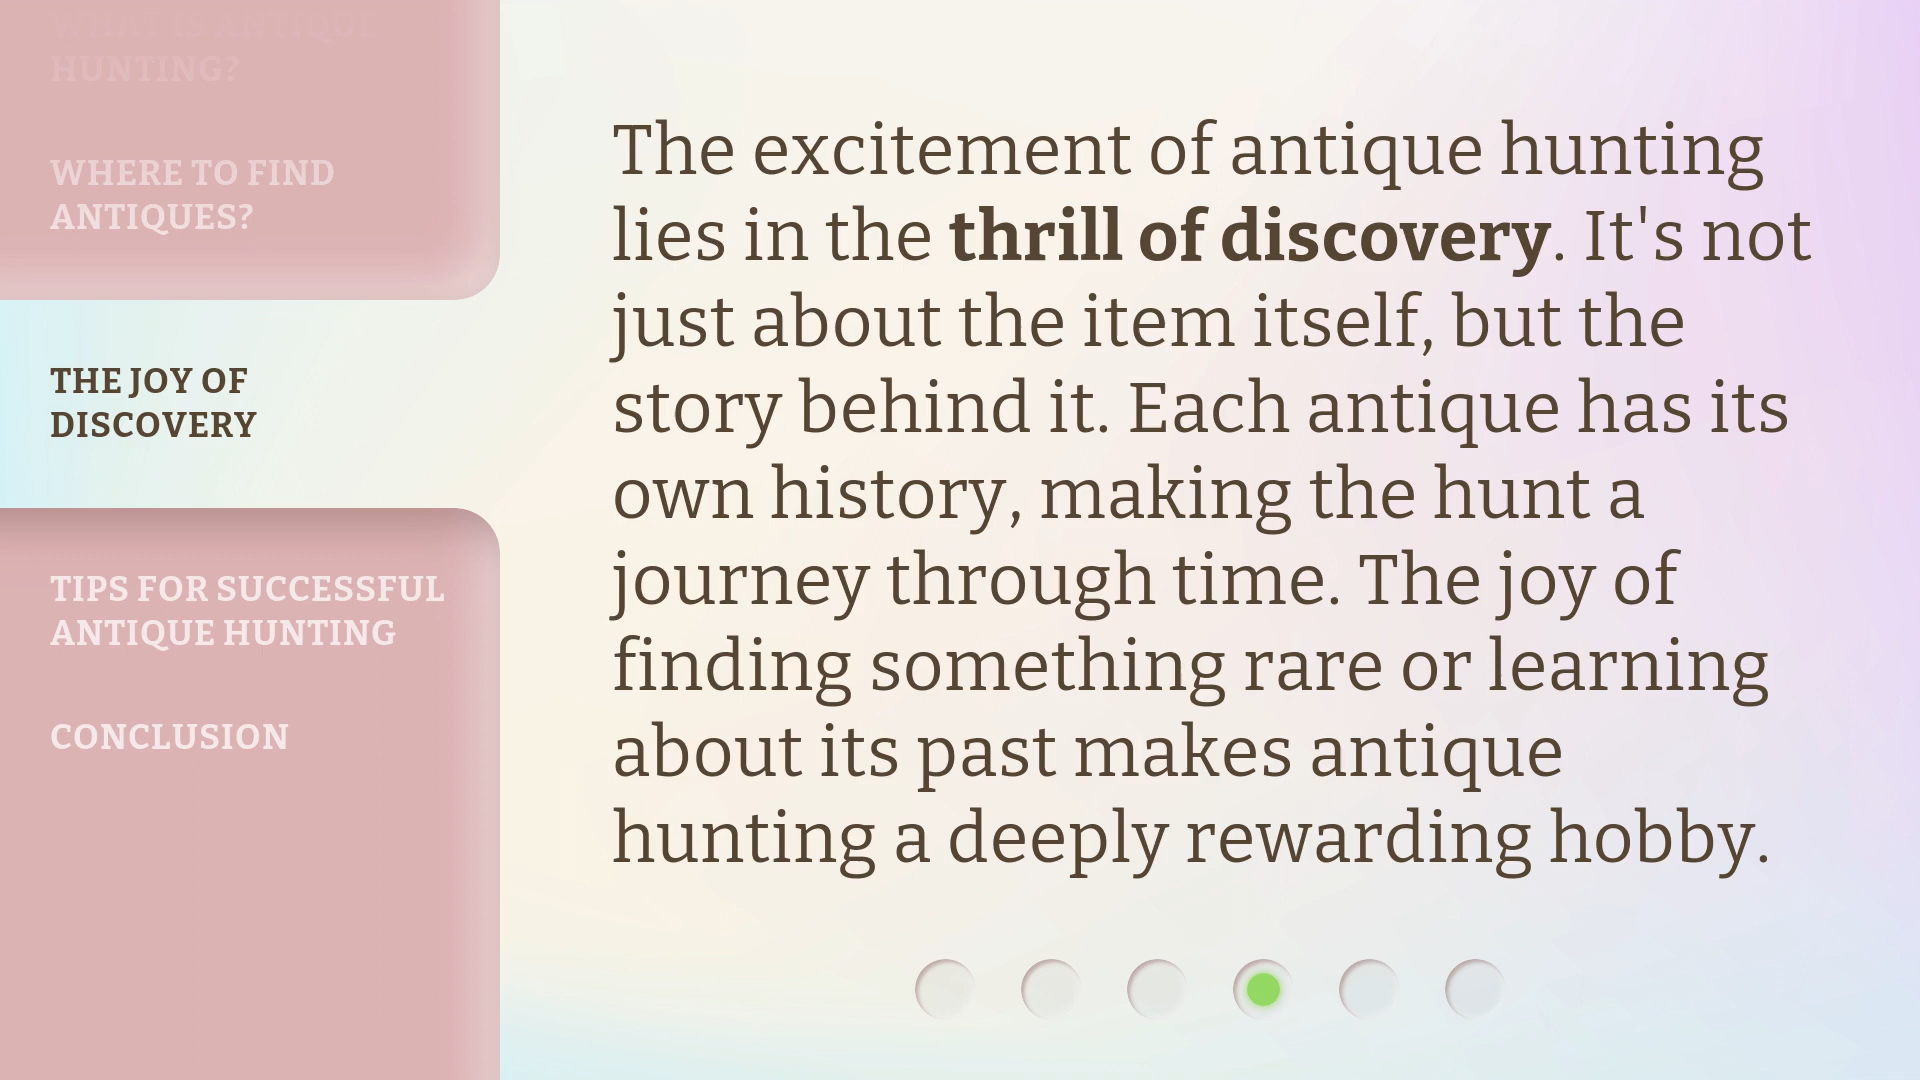 WHAT IS ANTIQUE
HUNTING?
WHERE TO FIND
ANTIQUES?
THE JOY OF
DISCOVERY
TIPS FOR SUCCESSFUL
ANTIQUE HUNTING
CONCLUSION
The excitement of antique hunting
lies in the thrill of discovery. It's not
just about the item itself, but the
story behind it. Each antique has its
own history, making the hunt a
journey through time. The joy of
finding something rare or learning
about its past makes antique
hunting a deeply rewarding hobby.